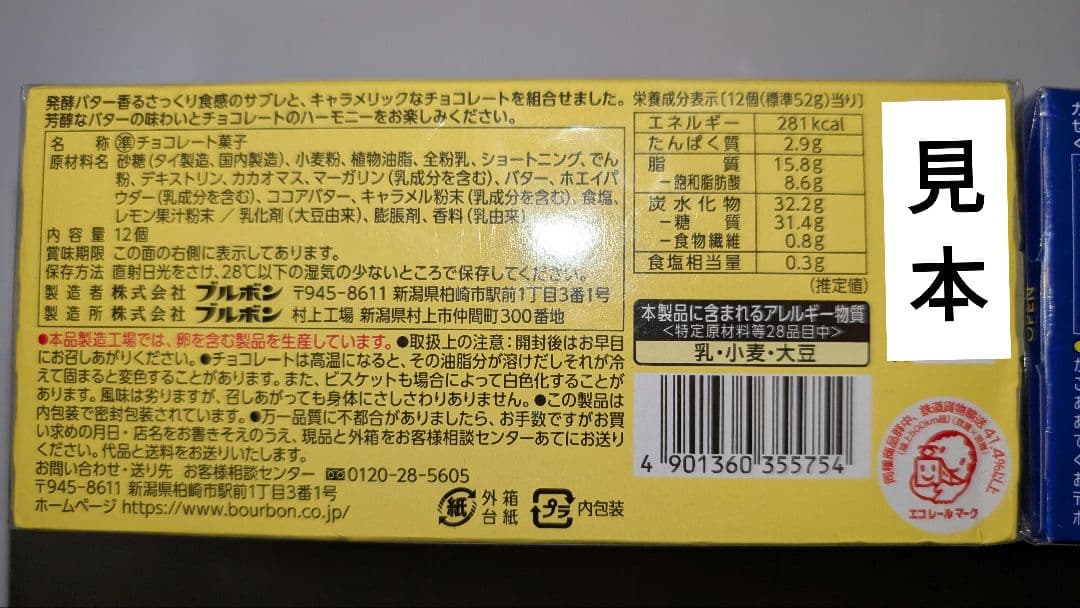 発酵バター香るさっくり食感のサブレと、キャラメリックなチョコレートを組合せました。
芳醇なバターの味わいとチョコレートのハーモニーをお楽しみください。
名 称 準チョコレート菓子
原材料名 砂糖(タイ製造、国内製造)、小麦粉、植物油脂、全粉乳、ショートニング、でん
粉、デキストリン、カカオマス、マーガリン(乳成分を含む)、バター、ホエイパ
ウダー(乳成分を含む)、ココアバター、キャラメル粉末(乳成分を含む)、食塩、
レモン果汁粉末 / 乳化剤(大豆由来)、膨脹剤、香料(乳由来)
内 容 量 12個
賞味期限 この面の右側に表示してあります。
保存方法 直射日光をさけ、28℃以下の湿気の少ないところで保存してください。
製 造 者 株式会社 ブルボン 〒945-8611 新潟県柏崎市駅前1丁目3番1号
製 造 所 株式会社 ブルボン 村上工場 新潟県村上市仲間町300番地
●本品製造工場では、卵を含む製品を生産しています。●取扱上の注意:開封後はお早目
にお召しあがりください。●チョコレートは高温になると、その油脂分が溶けだしそれが冷
えて固まると変色することがあります。また、ビスケットも場合によって白色化することが
あります。風味は劣りますが、召しあがっても身体にさしさわりありません。●この製品は
内包装で密封包装されています。●万一品質に不都合がありましたら、お手数ですがお買
い求めの月日・店名をお書きそえのうえ、現品と外箱をお客様相談センターあてにお送り
ください。代品と送料をお送りいたします。
お問い合わせ・送り先 お客様相談センター 0120-28-5605
〒945-8611 新潟県柏崎市駅前1丁目3番1号
ホームページ https://www.bourbon.co.jp/
紙 外箱
台紙
プラ 内包装
栄養成分表示〔12個(標準52g)当り〕
エネルギー 281kcal
たんぱく質 2.9g
脂 質 15.8g
-飽和脂肪酸 8.6g
炭水化物 32.2g
-糖 質 31.4g
-食物繊維 0.8g
食塩相当量 0.3g
(推定値)
本製品に含まれるアレルギー物質
<特定原材料等28品目中>
乳・小麦・大豆
4 901360 355754
見
本
同種商品群中、鉄道貨物輸送 41.4%以上
(陸上500km超)(数量×距離)
エコレールマーク
OPEN